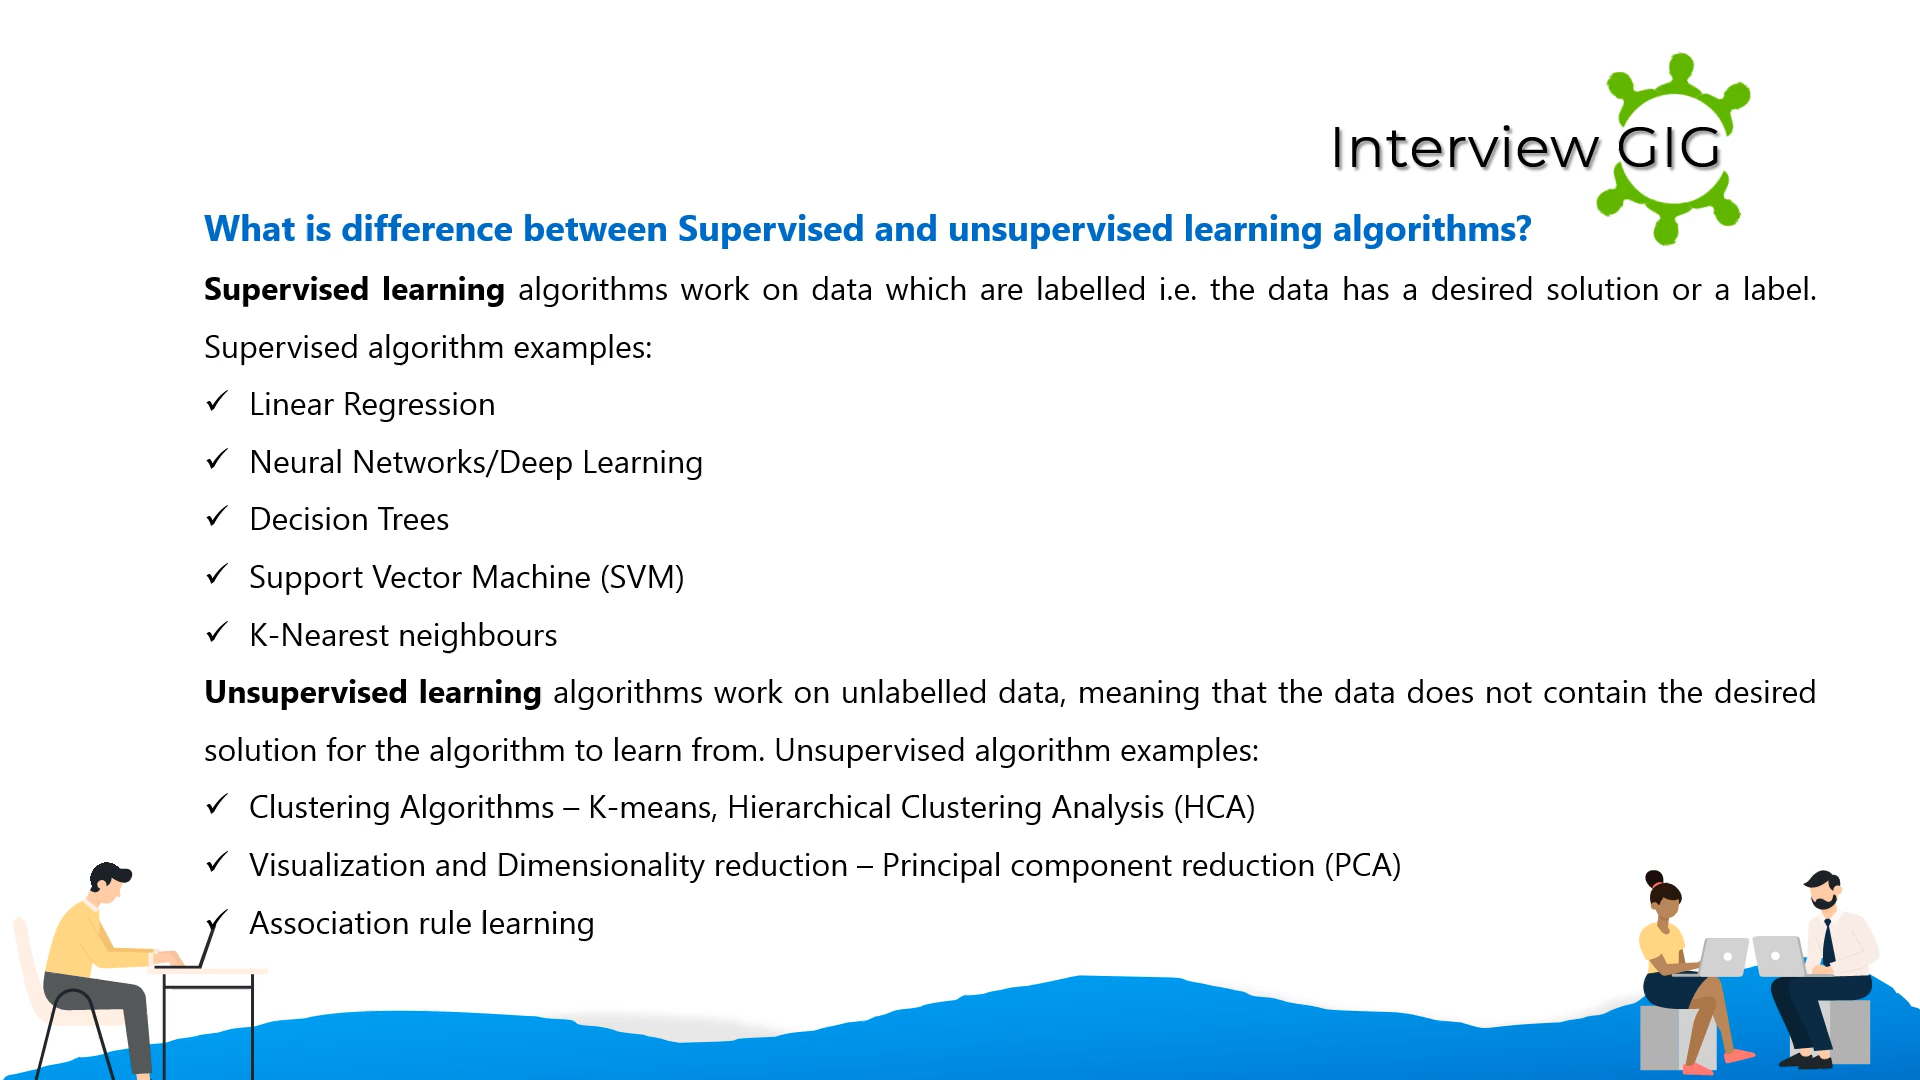 Interview GIG
What is difference between Supervised and unsupervised learning algorithms?
Supervised learning algorithms work on data which are labelled i.e. the data has a desired solution or a label.
Supervised algorithm examples:
✓ Linear Regression
✓ Neural Networks/Deep Learning
✓ Decision Trees
✓ Support Vector Machine (SVM)
✓ K-Nearest neighbours
Unsupervised learning algorithms work on unlabelled data, meaning that the data does not contain the desired
solution for the algorithm to learn from. Unsupervised algorithm examples:
✓ Clustering Algorithms – K-means, Hierarchical Clustering Analysis (HCA)
✓ Visualization and Dimensionality reduction – Principal component reduction (PCA)
✓ Association rule learning